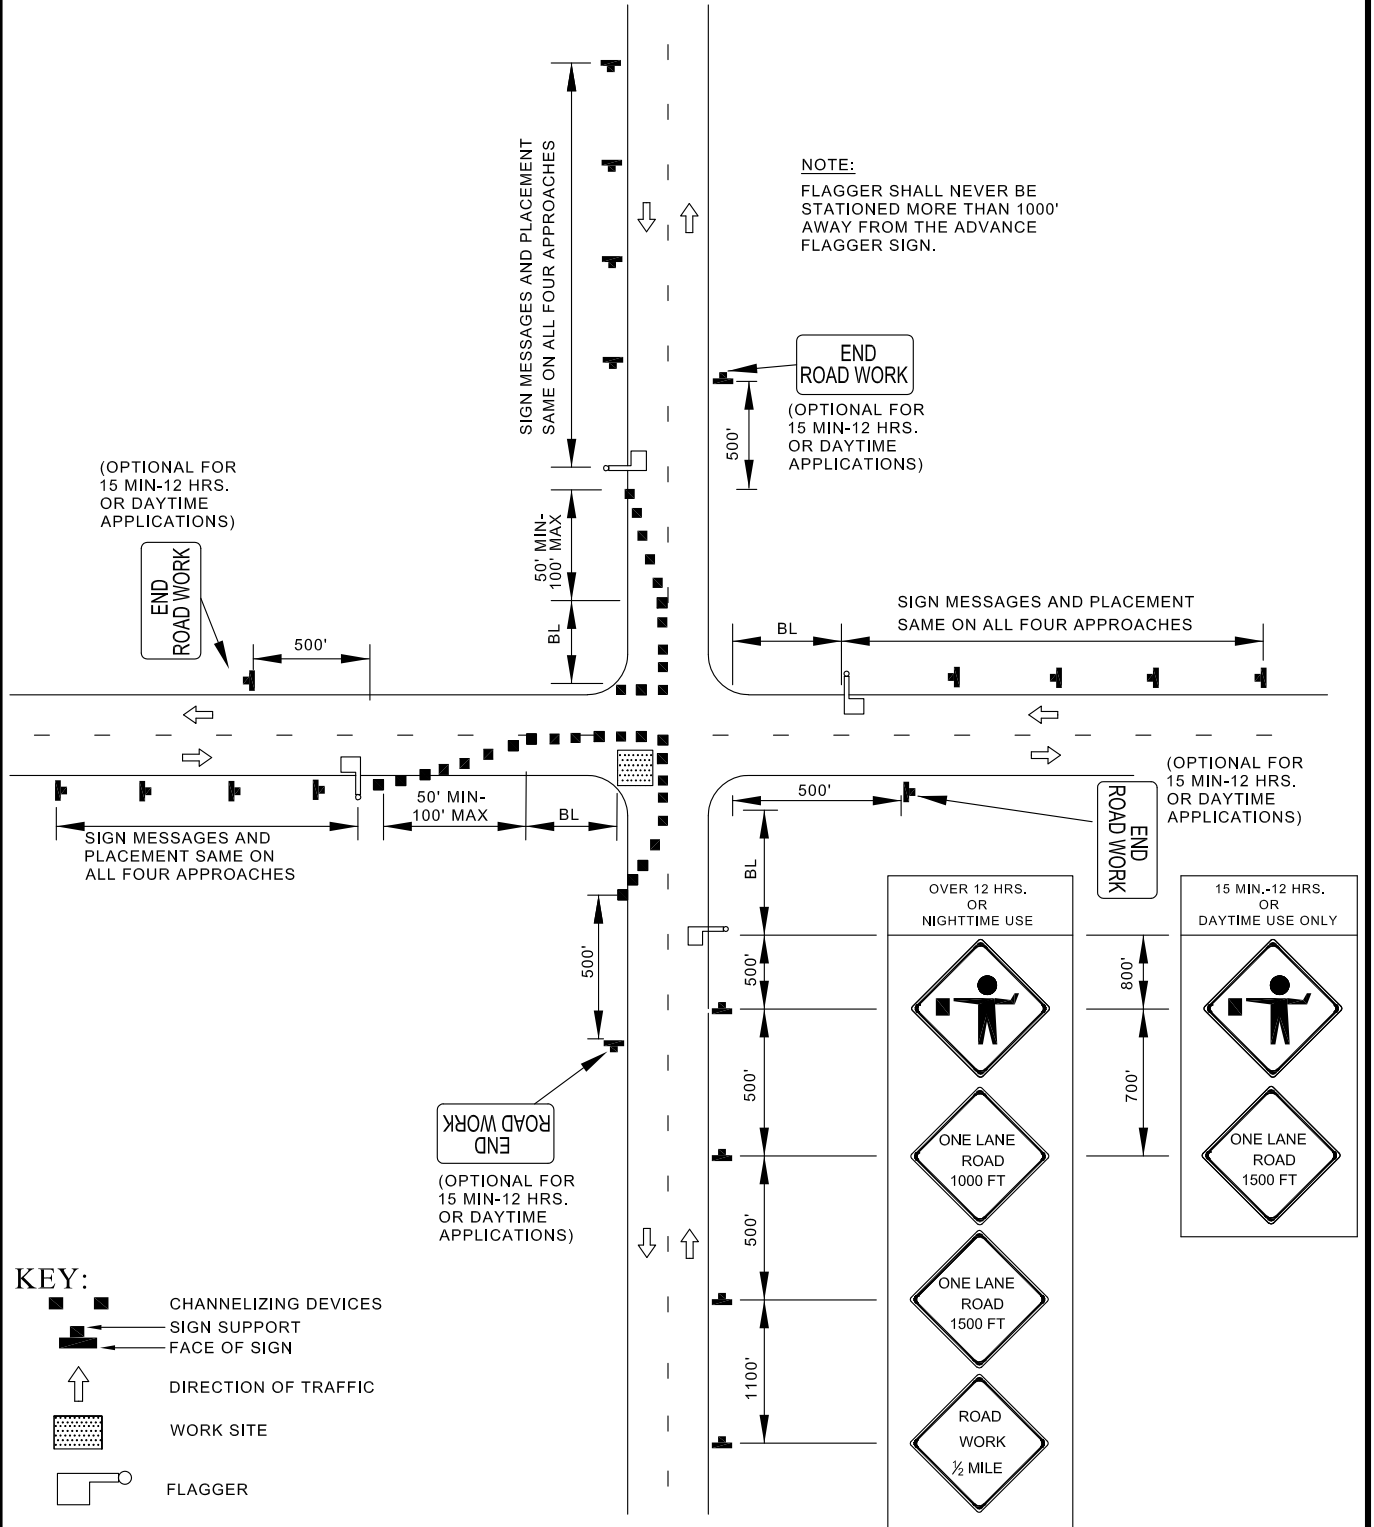 SIGN MESSAGES AND PLACEMENT
SAME ON ALL FOUR APPROACHES
NOTE:
FLAGGER SHALL NEVER BE
STATIONED MORE THAN 1000'
AWAY FROM THE ADVANCE
FLAGGER SIGN.
END
ROAD WORK
(OPTIONAL FOR
15 MIN-12 HRS.
OR DAYTIME
APPLICATIONS)
500'
(OPTIONAL FOR
15 MIN-12 HRS.
OR DAYTIME
APPLICATIONS)
END
ROAD WORK
500'
50' MIN-
100' MAX
BL
BL
SIGN MESSAGES AND PLACEMENT
SAME ON ALL FOUR APPROACHES
50' MIN-
100' MAX
BL
SIGN MESSAGES AND
PLACEMENT SAME ON
ALL FOUR APPROACHES
500'
(OPTIONAL FOR
15 MIN-12 HRS.
OR DAYTIME
APPLICATIONS)
END
ROAD WORK
BL
500'
500'
500'
500'
1100'
END
ROAD WORK
(OPTIONAL FOR
15 MIN-12 HRS.
OR DAYTIME
APPLICATIONS)
OVER 12 HRS.
OR
NIGHTTIME USE
ONE LANE
ROAD
1000 FT
ONE LANE
ROAD
1500 FT
ROAD
WORK
½ MILE
800'
700'
15 MIN.-12 HRS.
OR
DAYTIME USE ONLY
ONE LANE
ROAD
1500 FT
KEY:
CHANNELIZING DEVICES
SIGN SUPPORT
FACE OF SIGN
DIRECTION OF TRAFFIC
WORK SITE
FLAGGER